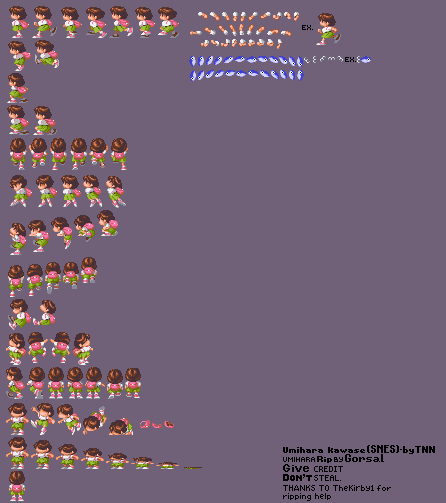 EX.
EX.
Umihara kawase(SNES)-byTNN
UMIHARA Rip BY Gorsal
Give CREDIT
DON'T STEAL.
THANKS TO TheKirby1 for
ripping help